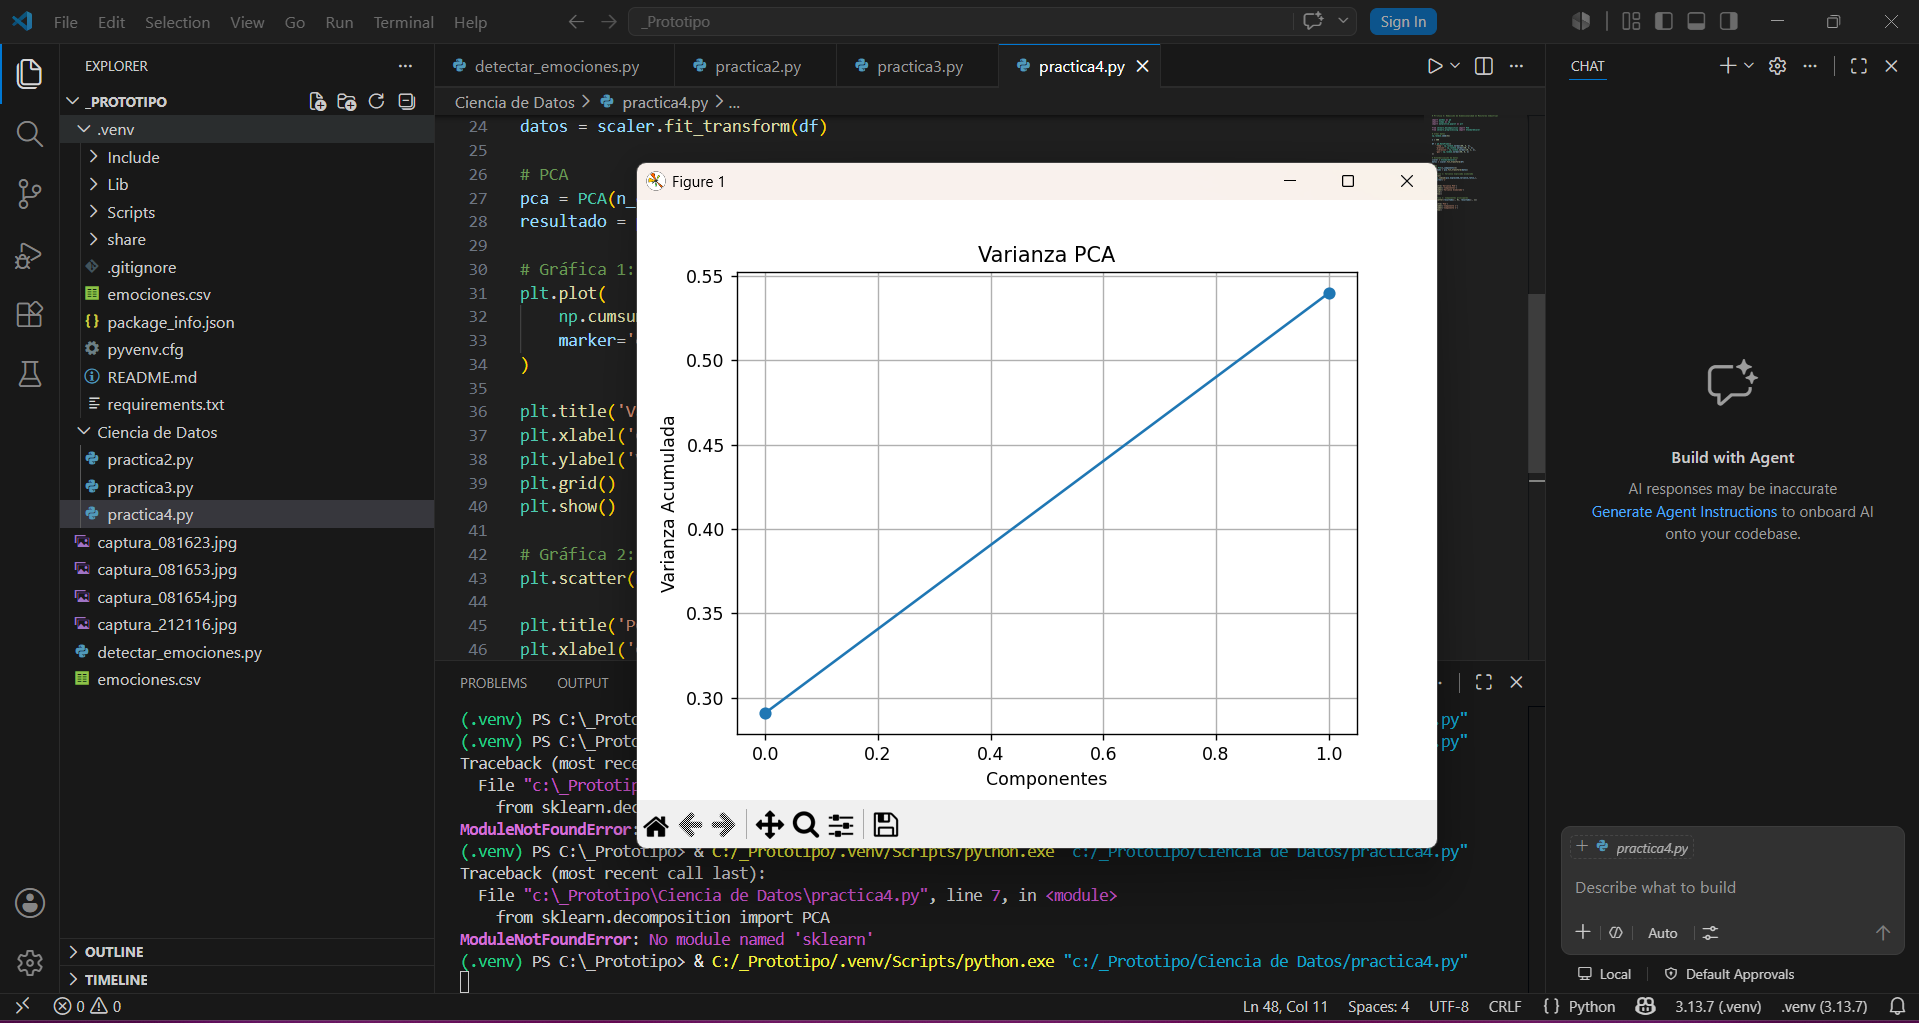 File Edit Selection View Go Run Terminal Help
_Prototipo
Sign In
EXPLORER
_PROTOTIPO
.venv
Include
Lib
Scripts
share
.gitignore
emociones.csv
package_info.json
pyvenv.cfg
README.md
requirements.txt
Ciencia de Datos
practica2.py
practica3.py
practica4.py
captura_081623.jpg
captura_081653.jpg
captura_081654.jpg
captura_212116.jpg
detectar_emociones.py
emociones.csv
OUTLINE
TIMELINE
detectar_emociones.py practica2.py practica3.py practica4.py
Ciencia de Datos > practica4.py > ...
24 datos = scaler.fit_transform(df)
25
26 # PCA
27 pca = PCA(n_
28 resultado =
29
30 # Gráfica 1:
31 plt.plot(
32 np.cumsu
33 marker='
34 )
35
36 plt.title('V
37 plt.xlabel('
38 plt.ylabel('
39 plt.grid()
40 plt.show()
41
42 # Gráfica 2:
43 plt.scatter(
44
45 plt.title('P
46 plt.xlabel('
Figure 1
Varianza PCA
0.55
0.50
0.45
0.40
0.35
0.30
Varianza Acumulada
0.0 0.2 0.4 0.6 0.8 1.0
Componentes
PROBLEMS OUTPUT
(.venv) PS C:\_Proto .py"
(.venv) PS C:\_Proto .py"
Traceback (most rece
File "c:\_Prototip
from sklearn.dec
ModuleNotFoundError:
(.venv) PS C:\_Prototipo> & C:/_Prototipo/.venv/Scripts/python.exe "c:/_Prototipo/Ciencia de Datos/practica4.py"
Traceback (most recent call last):
File "c:\_Prototipo\Ciencia de Datos\practica4.py", line 7, in <module>
from sklearn.decomposition import PCA
ModuleNotFoundError: No module named 'sklearn'
(.venv) PS C:\_Prototipo> & C:/_Prototipo/.venv/Scripts/python.exe "c:/_Prototipo/Ciencia de Datos/practica4.py"
CHAT
Build with Agent
AI responses may be inaccurate
Generate Agent Instructions to onboard AI
onto your codebase.
practica4.py
Describe what to build
Auto
Local Default Approvals
0 0
Ln 48, Col 11 Spaces: 4 UTF-8 CRLF {} Python 3.13.7 (.venv) .venv (3.13.7)